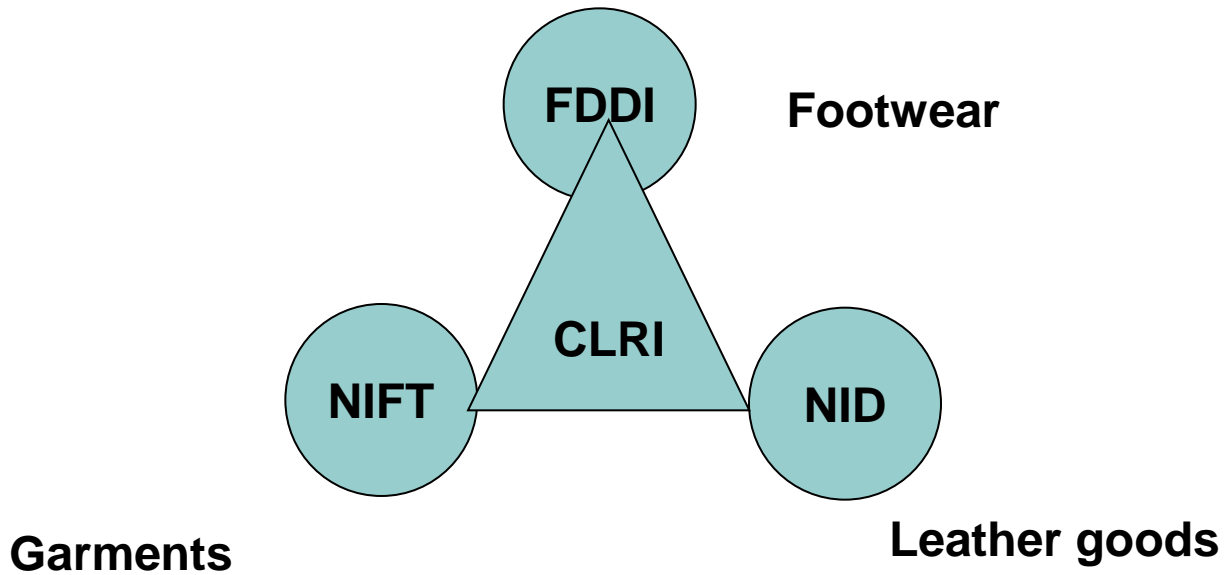 FDDI
Footwear
CLRI
NIFT
NID
Garments
Leather goods